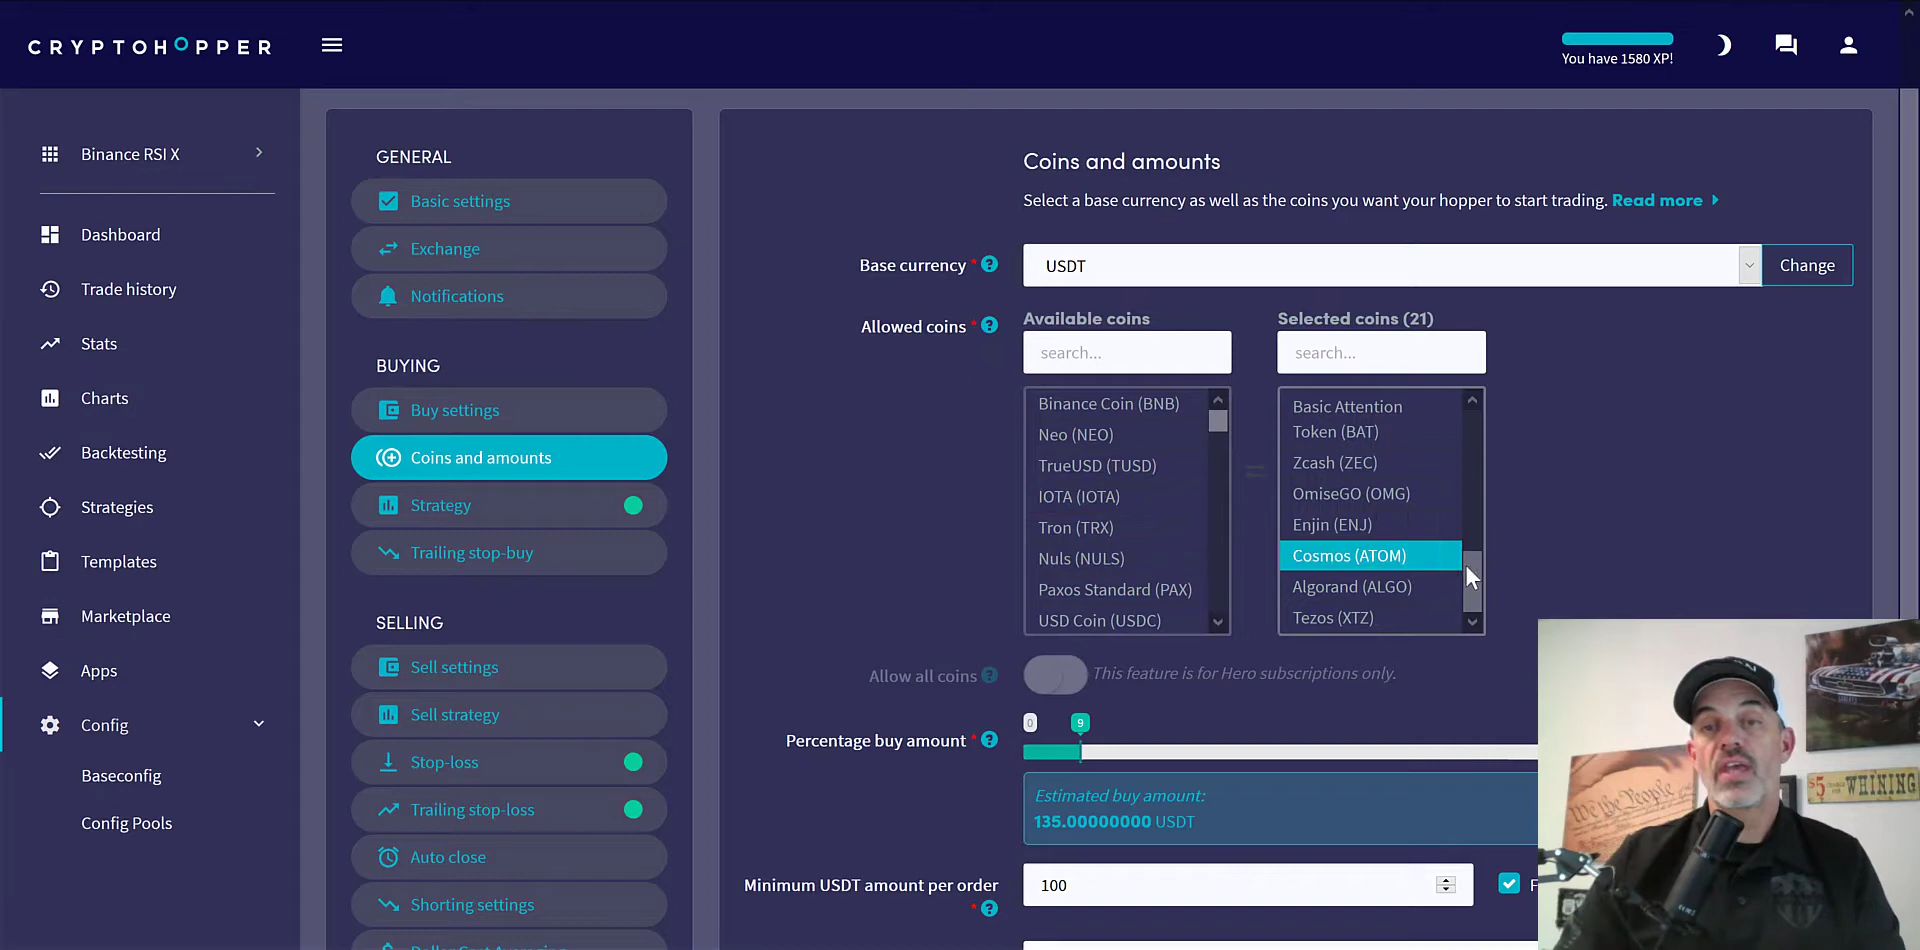 CRYPTOHOPPER
You have 1580 XP!
Binance RSI X
Dashboard
Trade history
Stats
Charts
Backtesting
Strategies
Templates
Marketplace
Apps
Config
Baseconfig
Config Pools
GENERAL
Basic settings
Exchange
Notifications
BUYING
Buy settings
Coins and amounts
Strategy
Trailing stop-buy
SELLING
Sell settings
Sell strategy
Stop-loss
Trailing stop-loss
Auto close
Shorting settings
Coins and amounts
Select a base currency as well as the coins you want your hopper to start trading. Read more
Base currency * ?
USDT
Change
Allowed coins * ?
Available coins
search...
Binance Coin (BNB)
Neo (NEO)
TrueUSD (TUSD)
IOTA (IOTA)
Tron (TRX)
Nuls (NULS)
Paxos Standard (PAX)
USD Coin (USDC)
Selected coins (21)
search...
Basic Attention
Token (BAT)
Zcash (ZEC)
OmiseGO (OMG)
Enjin (ENJ)
Cosmos (ATOM)
Algorand (ALGO)
Tezos (XTZ)
Allow all coins ?
This feature is for Hero subscriptions only.
Percentage buy amount * ?
0
9
Estimated buy amount:
135.00000000 USDT
Minimum USDT amount per order
* ?
100
F
We the People
$5
WHINING